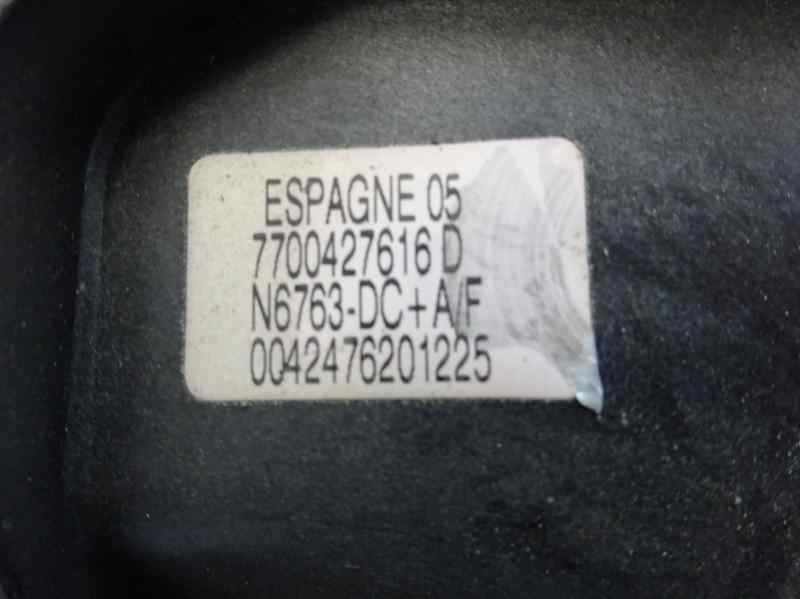 ESPAGNE 05
7700427616 D
N6763-DC+A/F
0042476201225